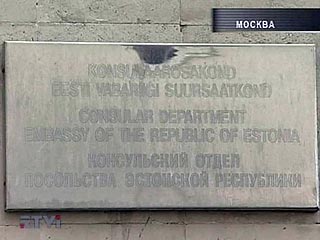 МОСКВА
KONSULAAROSAKOND
EESTI VABARIIGI SUURSAATKOND
CONSULAR DEPARTMENT
EMBASSY OF THE REPUBLIC OF ESTONIA
КОНСУЛЬСКИЙ ОТДЕЛ
ПОСОЛЬСТВА ЭСТОНСКОЙ РЕСПУБЛИКИ
RTVi